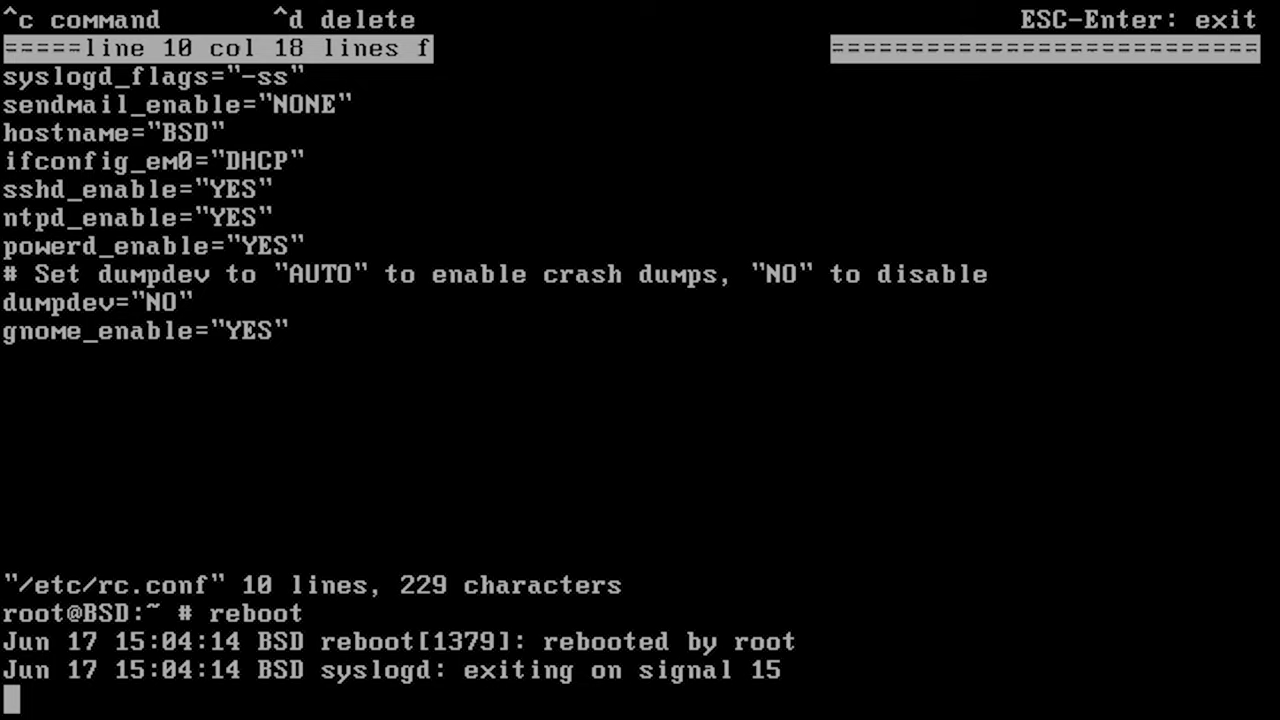 ^c command ^d delete ESC-Enter: exit
=====line 10 col 18 lines f ===========================
syslogd_flags="-ss"
sendmail_enable="NONE"
hostname="BSD"
ifconfig_em0="DHCP"
sshd_enable="YES"
ntpd_enable="YES"
powerd_enable="YES"
# Set dumpdev to "AUTO" to enable crash dumps, "NO" to disable
dumpdev="NO"
gnome_enable="YES"
"/etc/rc.conf" 10 lines, 229 characters
root@BSD:~ # reboot
Jun 17 15:04:14 BSD reboot[1379]: rebooted by root
Jun 17 15:04:14 BSD syslogd: exiting on signal 15